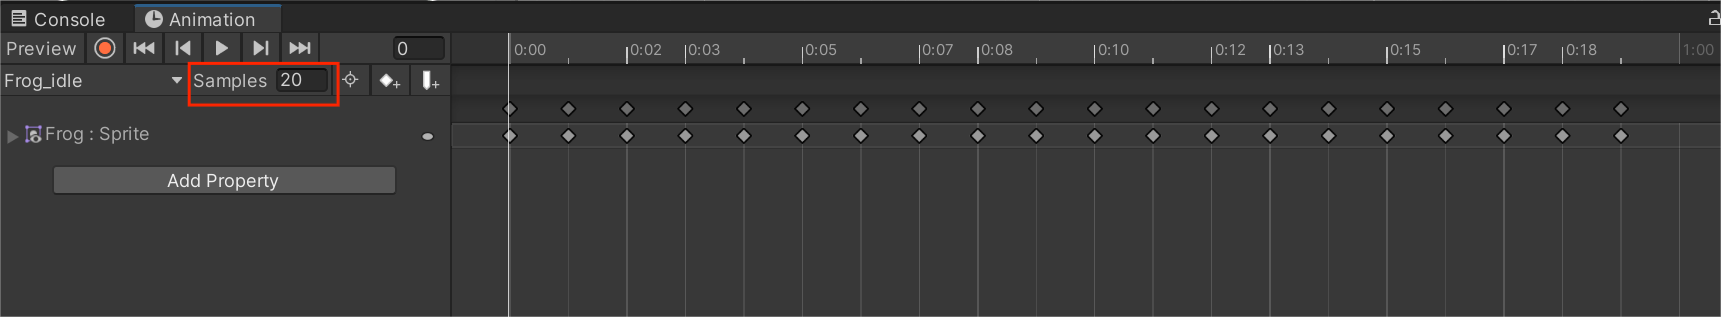 Console Animation
Preview 0 0:00 0:02 0:03 0:05 0:07 0:08 0:10 0:12 0:13 0:15 0:17 0:18 1:00
Frog_idle Samples 20
Frog : Sprite
Add Property